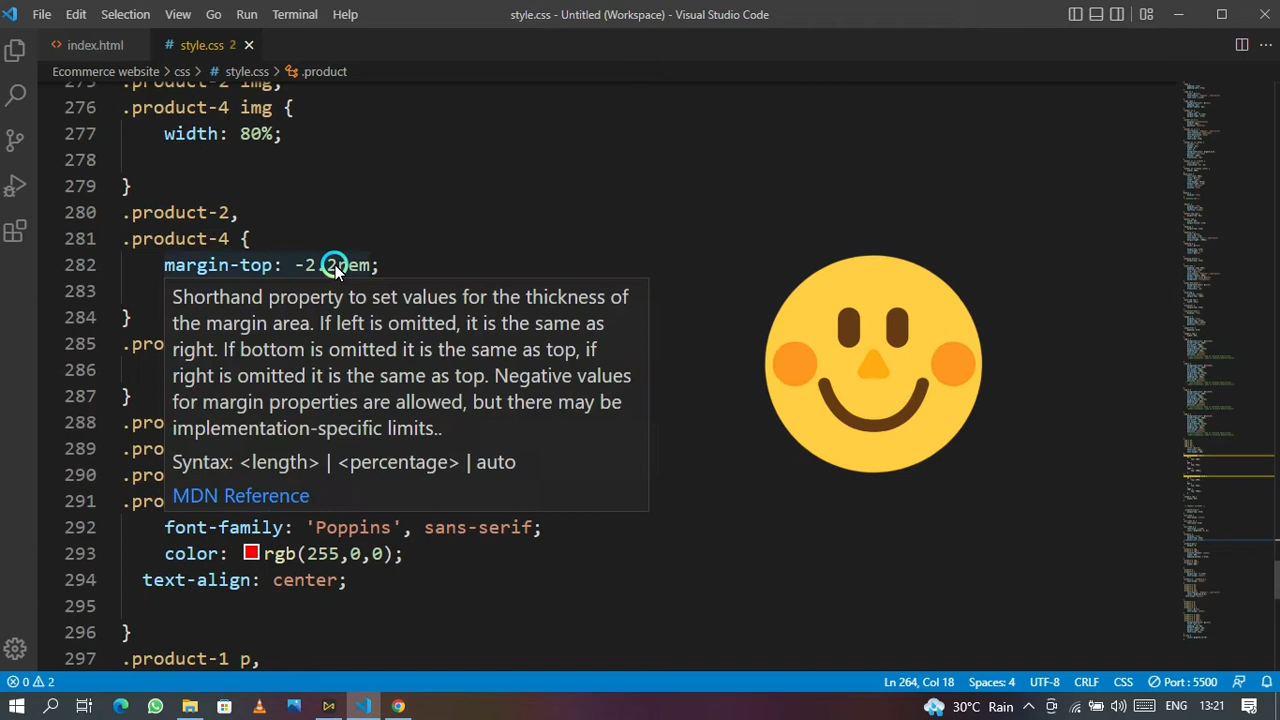 File Edit Selection View Go Run Terminal Help style.css - Untitled (Workspace) - Visual Studio Code
<> index.html # style.css 2
Ecommerce website > css > # style.css > .product
275 .product-2 img,
276 .product-4 img {
277 width: 80%;
278
279 }
280 .product-2,
281 .product-4 {
282 margin-top: -2.2rem;
283
284 }
285 .pro
286
287 }
288 .pro
289 .pro
290 .pro
291 .pro
Shorthand property to set values for the thickness of
the margin area. If left is omitted, it is the same as
right. If bottom is omitted it is the same as top, if
right is omitted it is the same as top. Negative values
for margin properties are allowed, but there may be
implementation-specific limits..
Syntax: <length> | <percentage> | auto
MDN Reference
292 font-family: 'Poppins', sans-serif;
293 color: rgb(255,0,0);
294 text-align: center;
295
296 }
297 .product-1 p,
0 2 Ln 264, Col 18 Spaces: 4 UTF-8 CRLF CSS Port : 5500
30°C Rain ENG 13:21